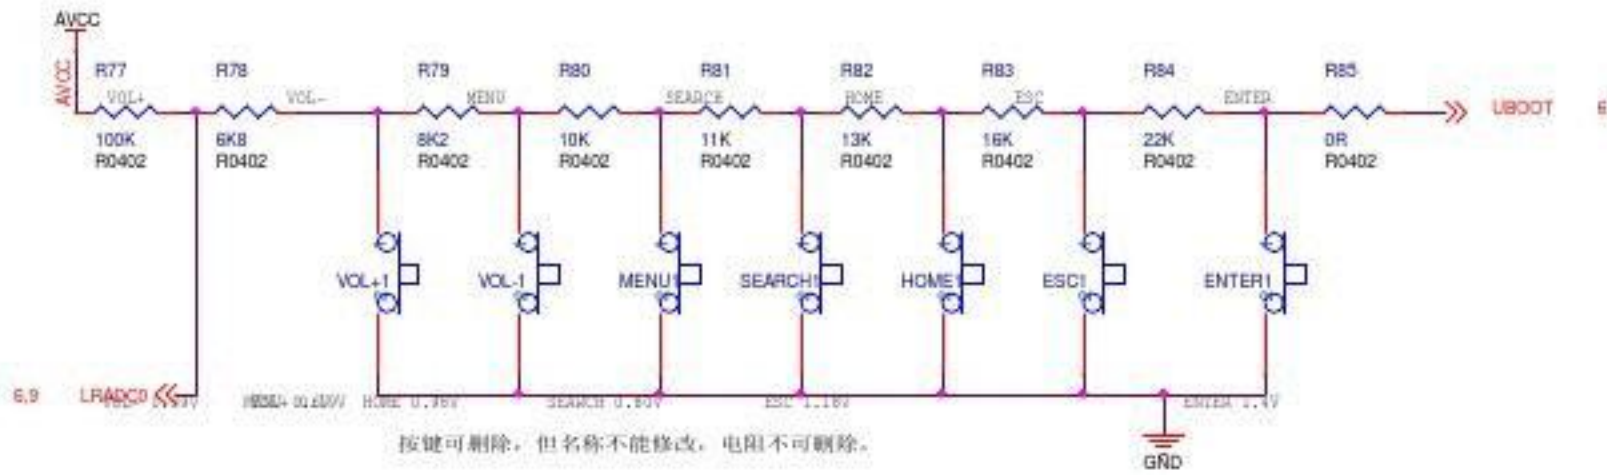 AVCC
AVCC
R77 R78 R79 R80 R81 R82 R83 R84 R85
VOL+ VOL- MENU SEARCH HOME ESC ENTER
UBOOT 6
100K 6K8 8K2 10K 11K 13K 16K 22K 0R
R0402 R0402 R0402 R0402 R0402 R0402 R0402 R0402 R0402
VOL+1 VOL-1 MENU1 SEARCH1 HOME1 ESC1 ENTER1
6,9 LRADC0
HOME 0.98V SEARCH 0.80V ESC 1.18V ENTER 1.4V
按键可删除，但名称不能修改，电阻不可删除。
GND